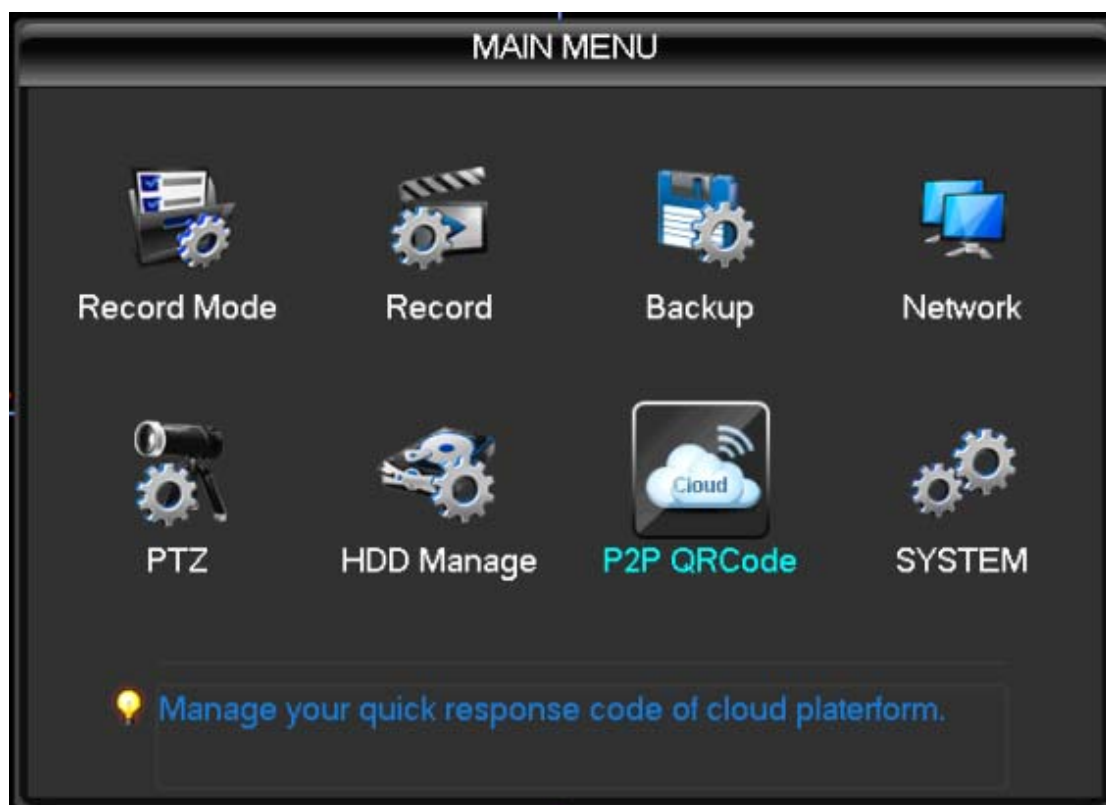 MAIN MENU
Record Mode
Record
Backup
Network
PTZ
HDD Manage
Cloud
P2P QRCode
SYSTEM
Manage your quick response code of cloud platerform.